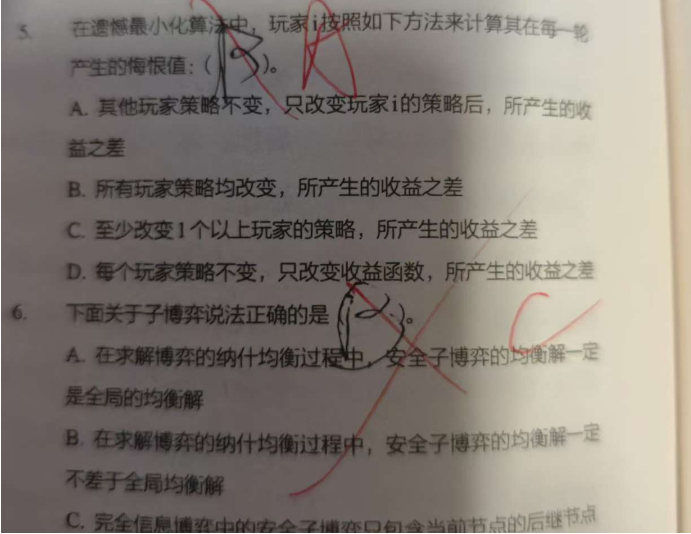 5. 在遗憾最小化算法中，玩家i按照如下方法来计算其在每一轮
产生的悔恨值：（B）。 A
A. 其他玩家策略不变，只改变玩家i的策略后，所产生的收
益之差
B. 所有玩家策略均改变，所产生的收益之差
C. 至少改变1个以上玩家的策略，所产生的收益之差
D. 每个玩家策略不变，只改变收益函数，所产生的收益之差
6. 下面关于子博弈说法正确的是（）。 C
A. 在求解博弈的纳什均衡过程中，安全子博弈的均衡解一定
是全局的均衡解
B. 在求解博弈的纳什均衡过程中，安全子博弈的均衡解一定
不差于全局均衡解
C. 完全信息博弈中的安全子博弈只包含当前节点的后继节点